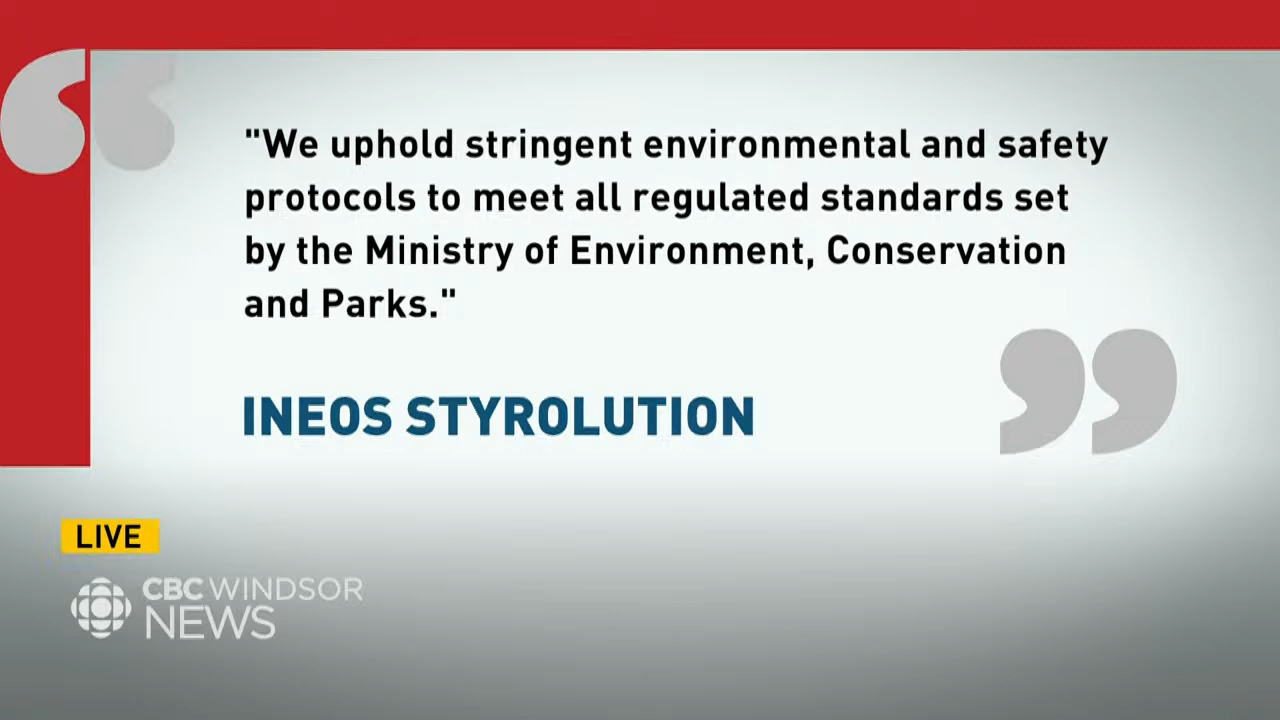 "We uphold stringent environmental and safety
protocols to meet all regulated standards set
by the Ministry of Environment, Conservation
and Parks."
INEOS STYROLUTION
LIVE
CBC WINDSOR
NEWS